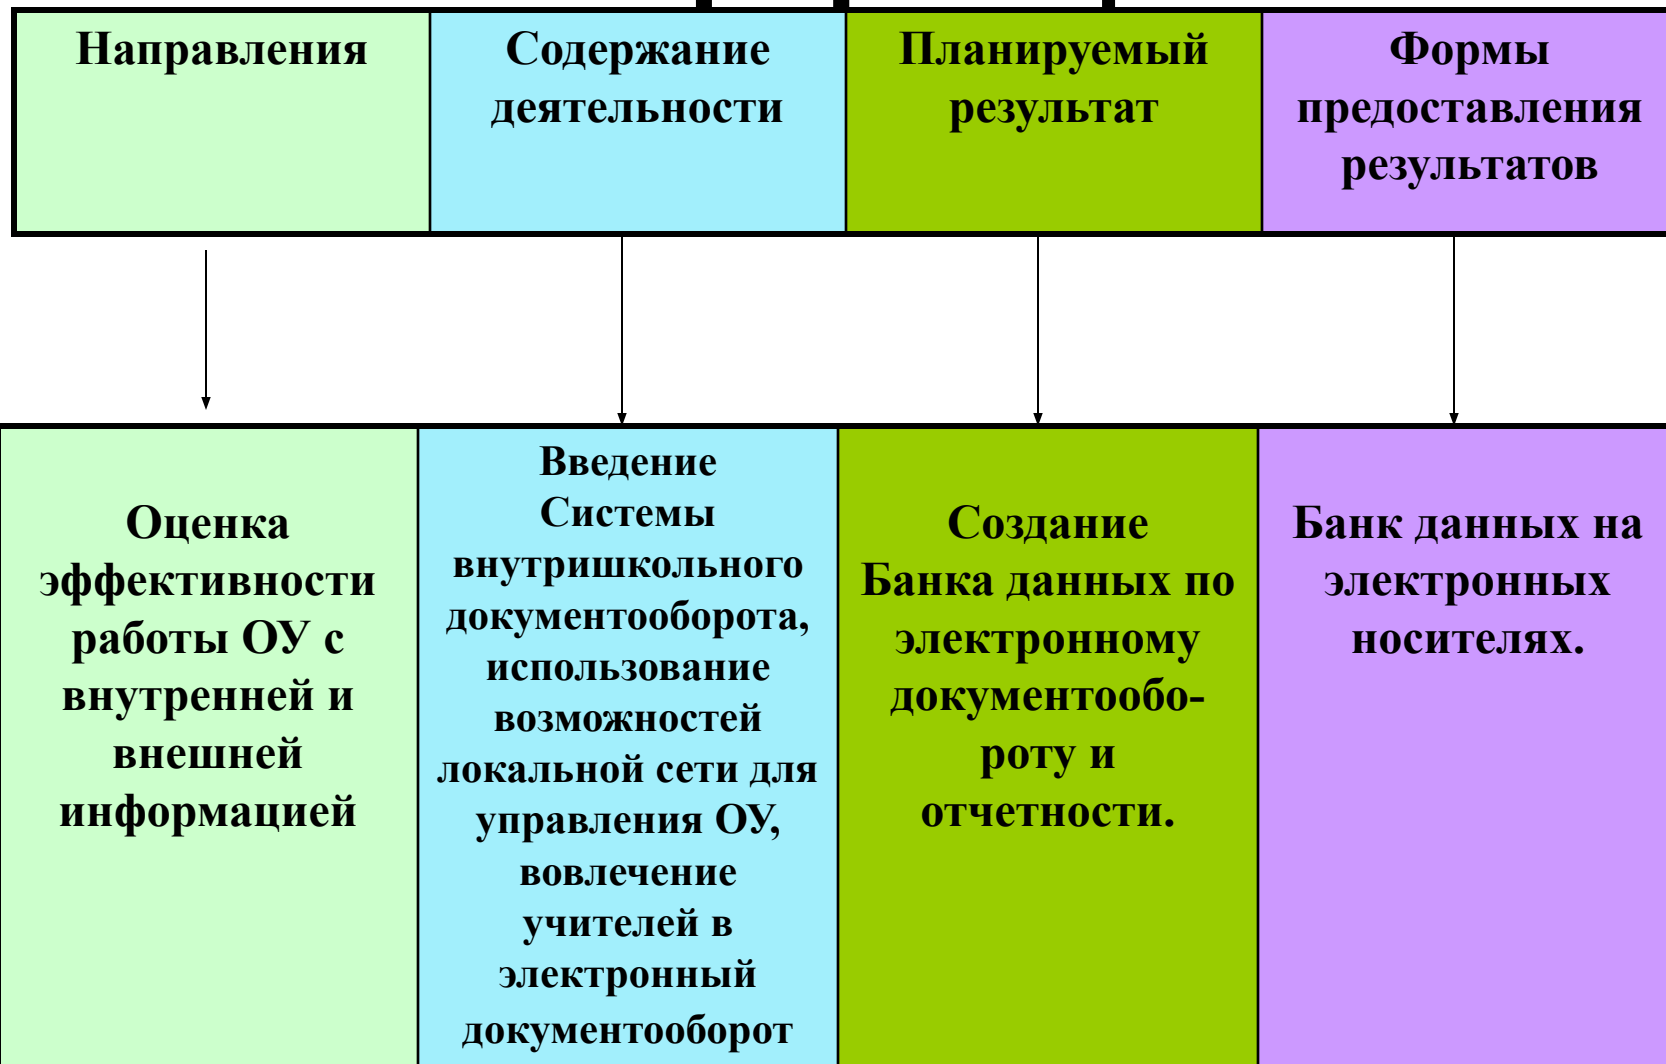 Направления
Содержание
деятельности
Планируемый
результат
Формы
предоставления
результатов
Оценка
эффективности
работы ОУ с
внутренней и
внешней
информацией
Введение
Системы
внутришкольного
документооборота,
использование
возможностей
локальной сети для
управления ОУ,
вовлечение
учителей в
электронный
документооборот
Создание
Банка данных по
электронному
документообо-
роту и
отчетности.
Банк данных на
электронных
носителях.